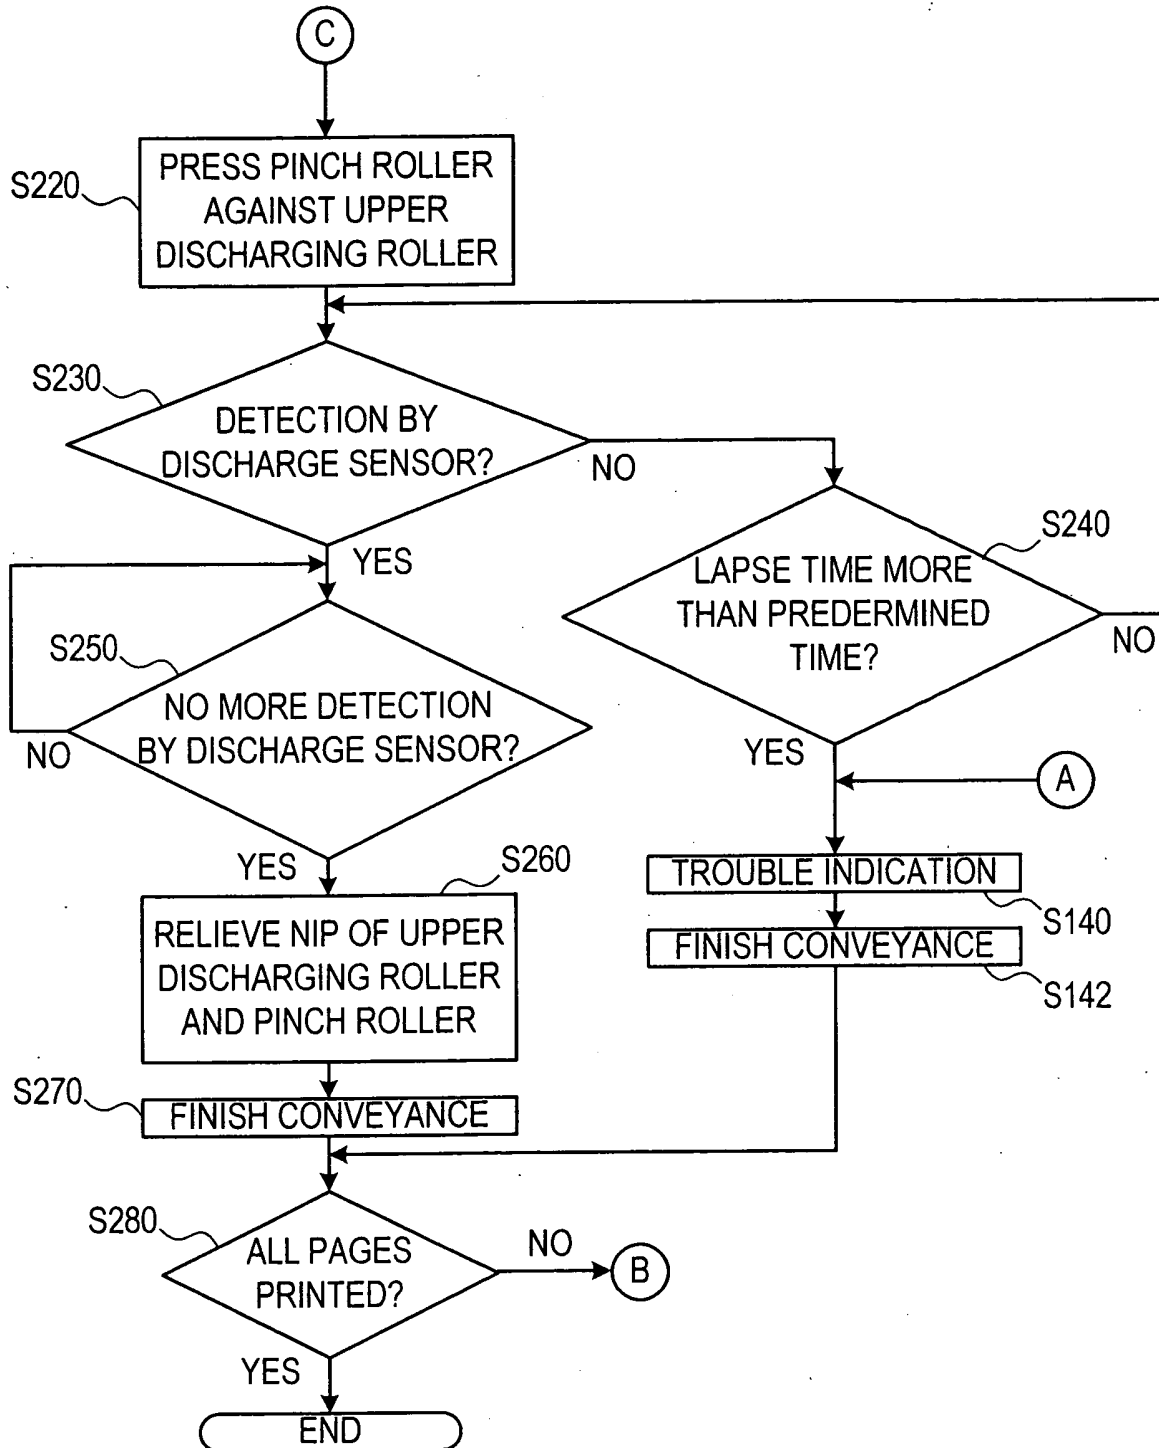 C
S220
PRESS PINCH ROLLER
AGAINST UPPER
DISCHARGING ROLLER
S230
DETECTION BY
DISCHARGE SENSOR?
NO
YES
S240
LAPSE TIME MORE
THAN PREDERMINED
TIME?
NO
YES
S250
NO MORE DETECTION
BY DISCHARGE SENSOR?
NO
YES
A
TROUBLE INDICATION
S140
FINISH CONVEYANCE
S142
S260
RELIEVE NIP OF UPPER
DISCHARGING ROLLER
AND PINCH ROLLER
S270
FINISH CONVEYANCE
S280
ALL PAGES
PRINTED?
NO
B
YES
END